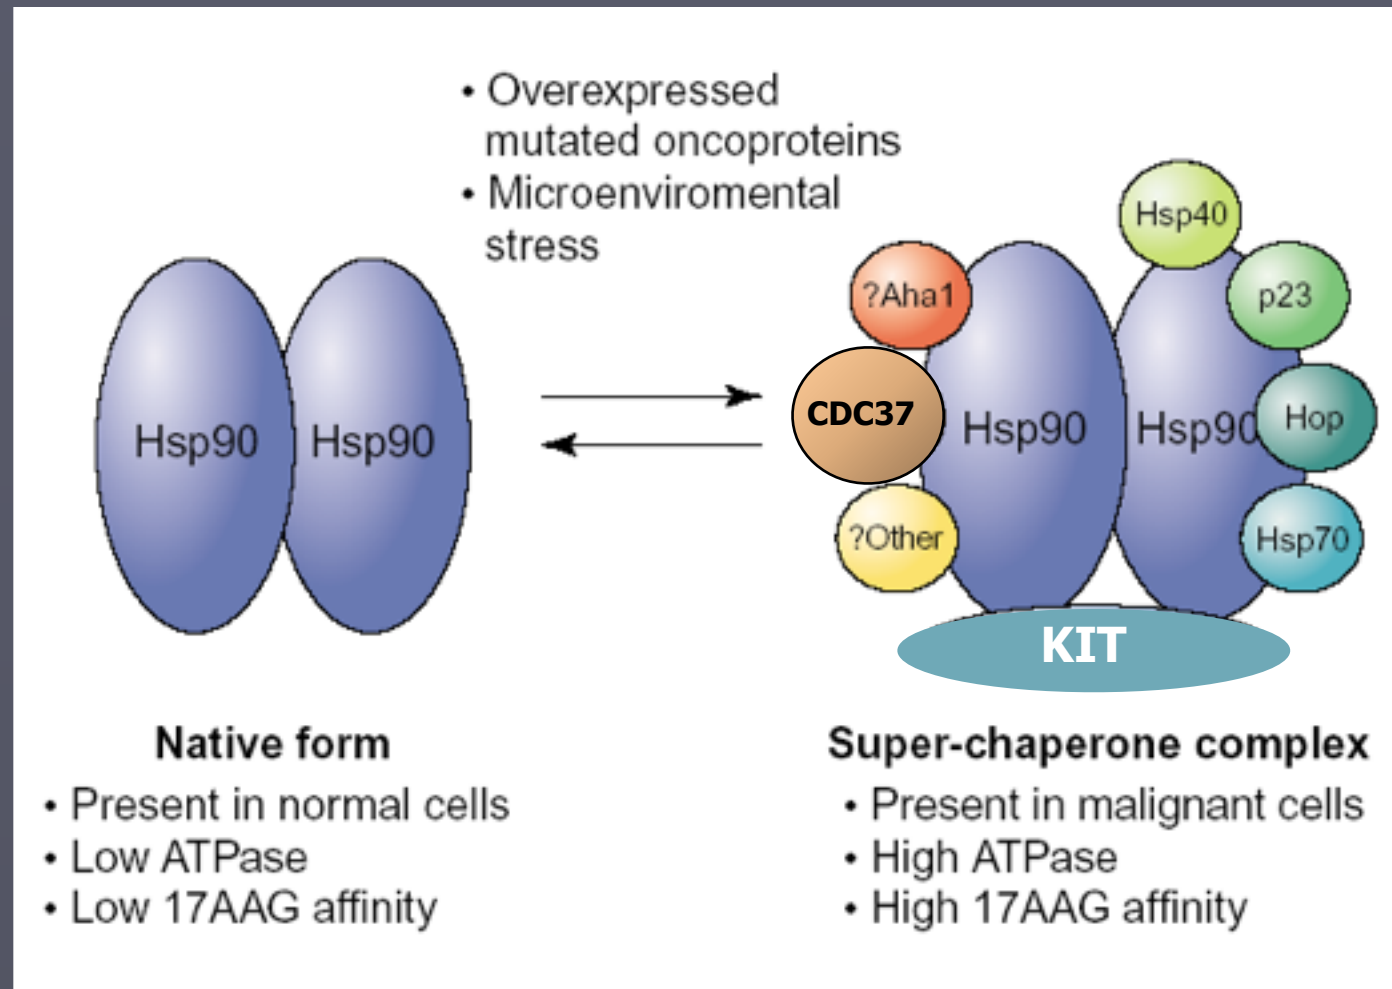 • Overexpressed
mutated oncoproteins
• Microenviromental
stress
Hsp90
Hsp90
?Aha1
CDC37
?Other
Hsp90
Hsp90
Hsp40
p23
Hop
Hsp70
KIT
Native form
• Present in normal cells
• Low ATPase
• Low 17AAG affinity
Super-chaperone complex
• Present in malignant cells
• High ATPase
• High 17AAG affinity